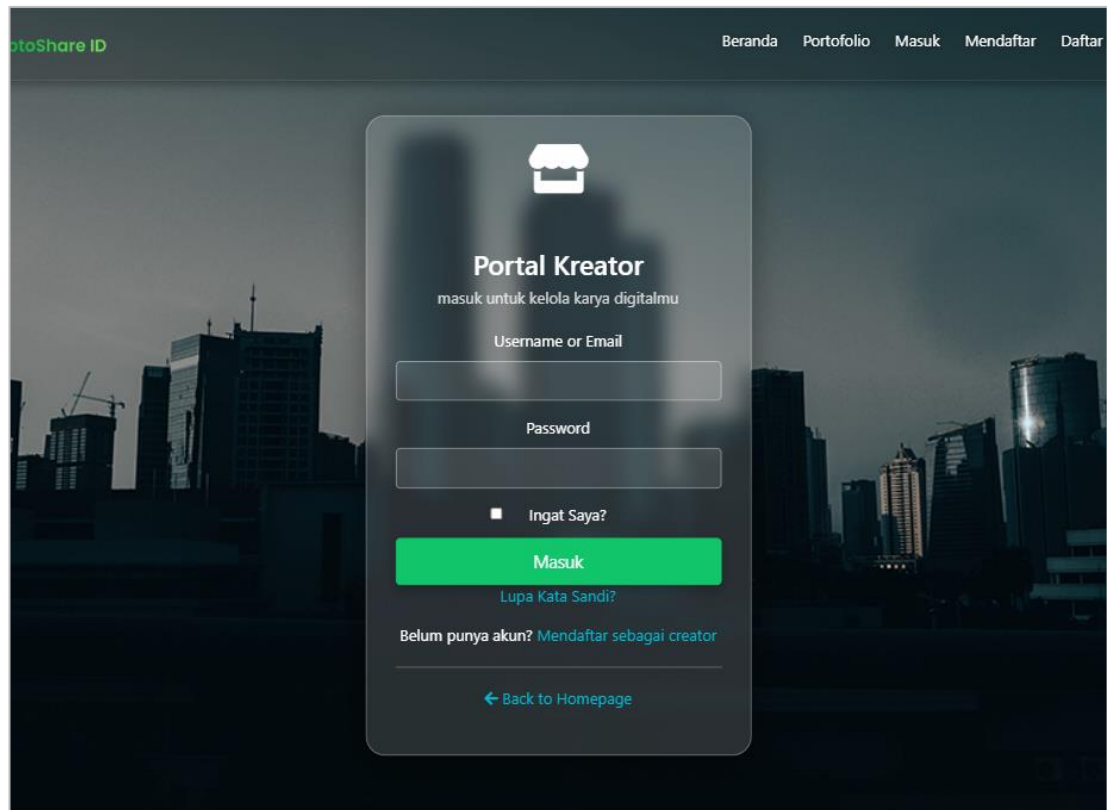 otoShare ID
Beranda Portofolio Masuk Mendaftar Daftar
Portal Kreator
masuk untuk kelola karya digitalmu
Username or Email
Password
Ingat Saya?
Masuk
Lupa Kata Sandi?
Belum punya akun? Mendaftar sebagai creator
Back to Homepage